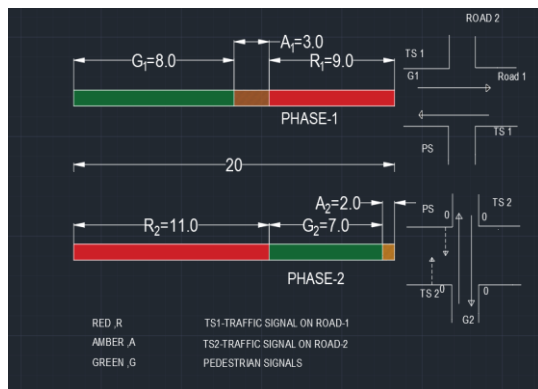 ROAD 2
A1=3.0
G1=8.0
R1=9.0
TS 1
G1
Road 1
PHASE-1
TS 1
PS
20
A2=2.0
PS
TS 2
R2=11.0
G2=7.0
0
0
PHASE-2
TS 2
0
0
G2
RED ,R
TS1-TRAFFIC SIGNAL ON ROAD-1
AMBER ,A
TS2-TRAFFIC SIGNAL ON ROAD-2
GREEN ,G
PEDESTRIAN SIGNALS